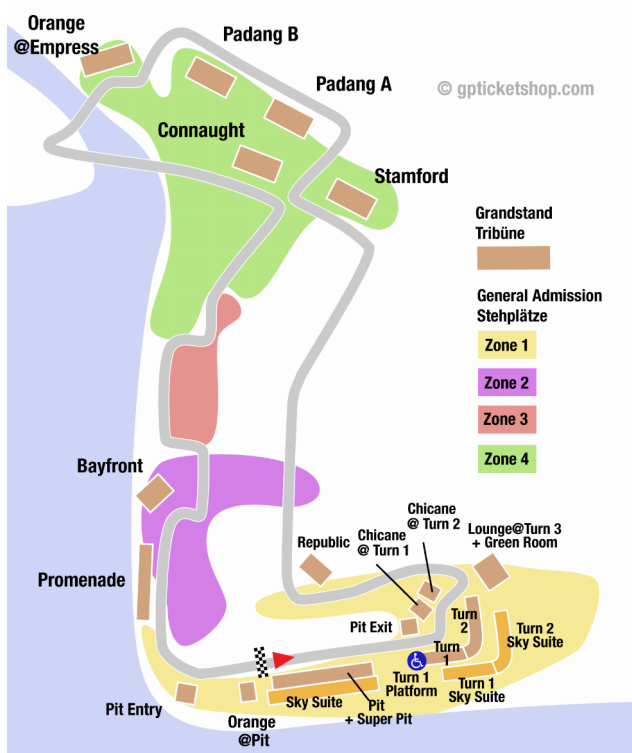 Orange
@Empress
Padang B
Padang A
© gpticketshop.com
Connaught
Stamford
Grandstand
Tribüne
General Admission
Stehplätze
Zone 1
Zone 2
Zone 3
Zone 4
Bayfront
Promenade
Republic
Chicane
@ Turn 1
Chicane
@ Turn 2
Lounge@Turn 3
+ Green Room
Pit Exit
Turn
2
Turn
1
Turn 2
Sky Suite
Turn 1
Platform
Turn 1
Sky Suite
Pit Entry
Orange
@Pit
Sky Suite
Pit
+ Super Pit